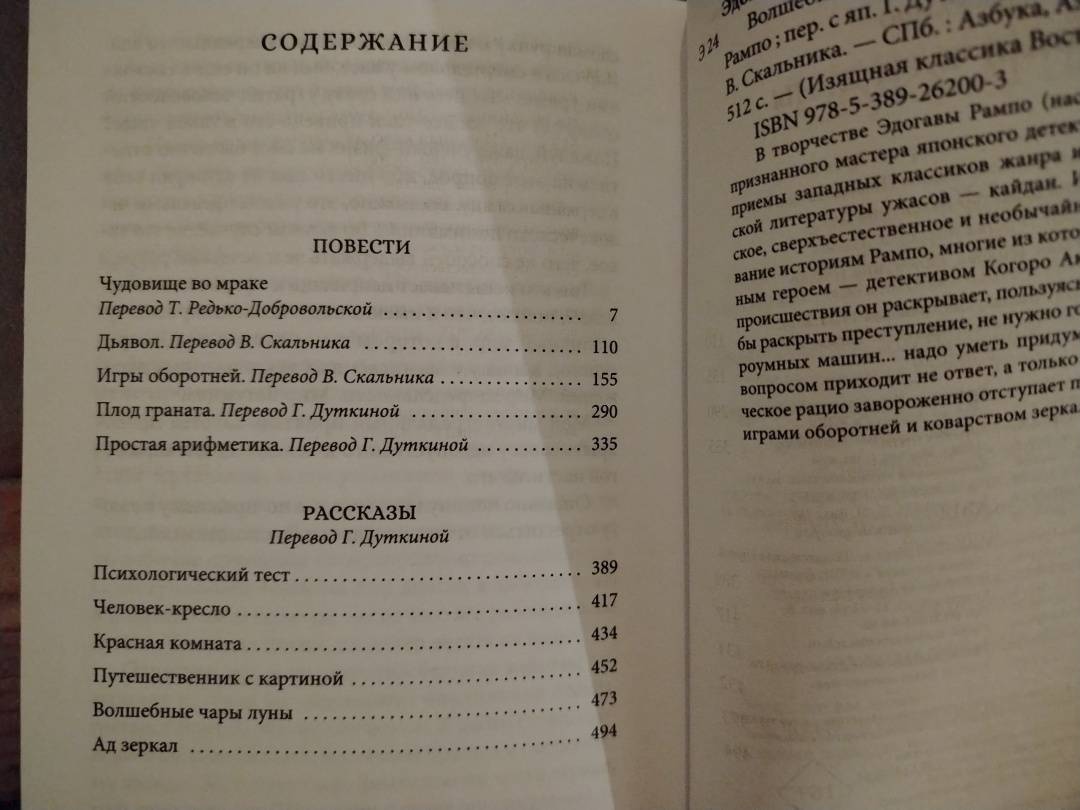 СОДЕРЖАНИЕ
ПОВЕСТИ
Чудовище во мраке
Перевод Т. Редько-Добровольской .............................. 7
Дьявол. Перевод В. Скальника .............................. 110
Игры оборотней. Перевод В. Скальника .................... 155
Плод граната. Перевод Г. Дуткиной ......................... 290
Простая арифметика. Перевод Г. Дуткиной ............... 335
РАССКАЗЫ
Перевод Г. Дуткиной
Психологический тест ........................................ 389
Человек-кресло ................................................ 417
Красная комната ............................................... 434
Путешественник с картиной ................................ 452
Волшебные чары луны ....................................... 473
Ад зеркал ........................................................ 494
Э 24
Рампо ; пер. с яп. Г.
В. Скальника. — СПб. : Азбука,
512 с. — (Изящная классика
ISBN 978-5-389-26200-3
В творчестве Эдогавы Рампо (нас
признанного мастера японского детек
приемы западных классиков жанра и
ской литературы ужасов — кайдан. И
ское, сверхъестественное и необычай
вание историям Рампо, многие из кото
ным героем — детективом Когоро Ак
происшествия он раскрывает, пользуяс
бы раскрыть преступление, не нужно го
роумных машин... надо уметь придум
вопросом приходит не ответ, а только
ческое рацио завороженно отступает п
играми оборотней и коварством зеркал